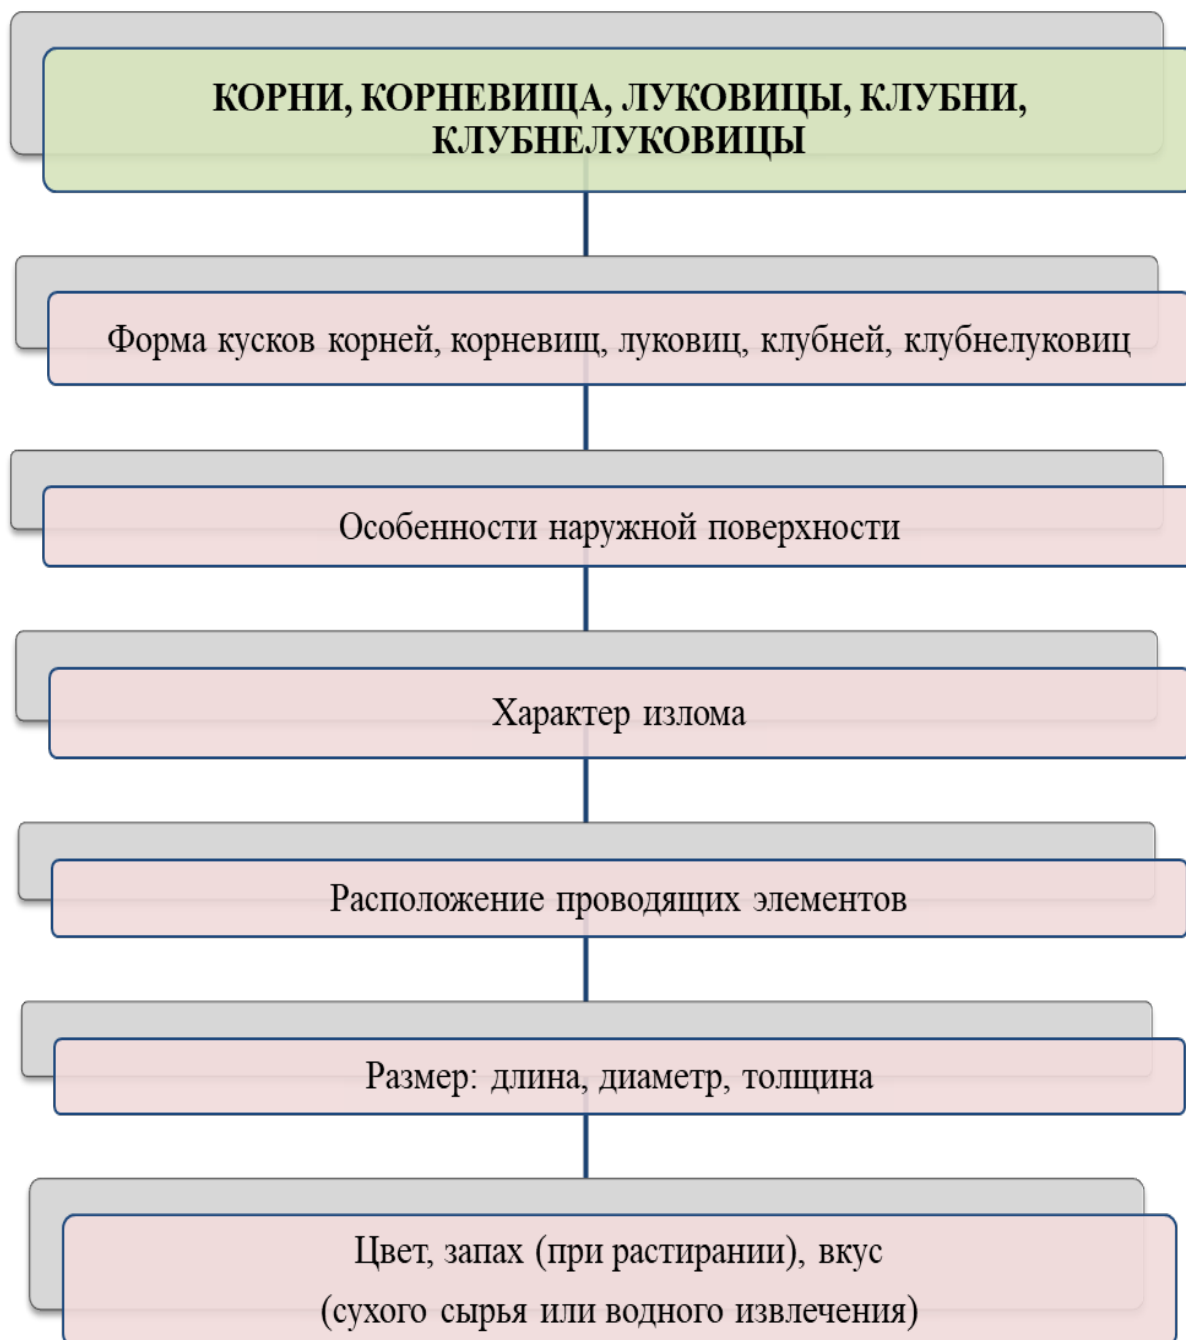 КОРНИ, КОРНЕВИЩА, ЛУКОВИЦЫ, КЛУБНИ,
КЛУБНЕЛУКОВИЦЫ
Форма кусков корней, корневищ, луковиц, клубней, клубнелуковиц
Особенности наружной поверхности
Характер излома
Расположение проводящих элементов
Размер: длина, диаметр, толщина
Цвет, запах (при растирании), вкус
(сухого сырья или водного извлечения)